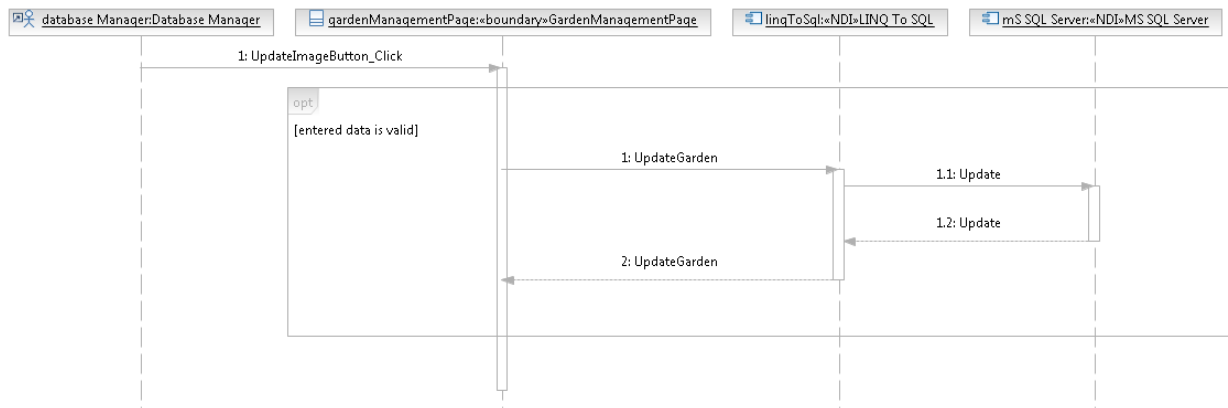 database Manager:Database Manager
gardenManagementPage:«boundary»GardenManagementPage
linqToSql:«NDI»LINQ To SQL
mS SQL Server:«NDI»MS SQL Server
1: UpdateImageButton_Click
opt
[entered data is valid]
1: UpdateGarden
1.1: Update
1.2: Update
2: UpdateGarden